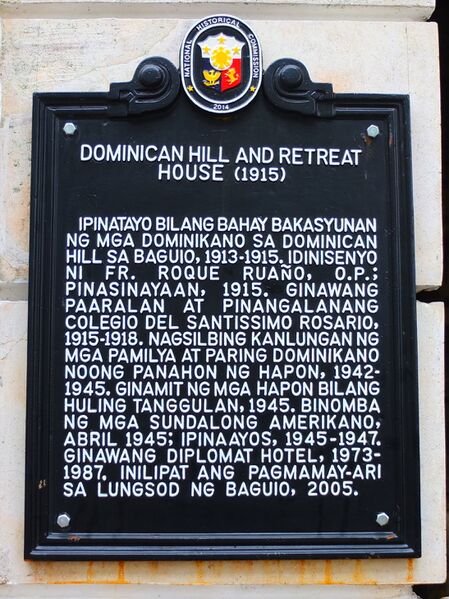 NATIONAL HISTORICAL COMMISSION
2014
DOMINICAN HILL AND RETREAT
HOUSE (1915)
IPINATAYO BILANG BAHAY BAKASYUNAN
NG MGA DOMINIKANO SA DOMINICAN
HILL SA BAGUIO, 1913-1915. IDINISENYO
NI FR. ROQUE RUAÑO, O.P.;
PINASINAYAAN, 1915. GINAWANG
PAARALAN AT PINANGALANANG
COLEGIO DEL SANTISSIMO ROSARIO,
1915-1918. NAGSILBING KANLUNGAN NG
MGA PAMILYA AT PARING DOMINIKANO
NOONG PANAHON NG HAPON, 1942-
1945. GINAMIT NG MGA HAPON BILANG
HULING TANGGULAN, 1945. BINOMBA
NG MGA SUNDALONG AMERIKANO,
ABRIL 1945; IPINAAYOS, 1945-1947.
GINAWANG DIPLOMAT HOTEL, 1973-
1987. INILIPAT ANG PAGMAMAY-ARI
SA LUNGSOD NG BAGUIO, 2005.